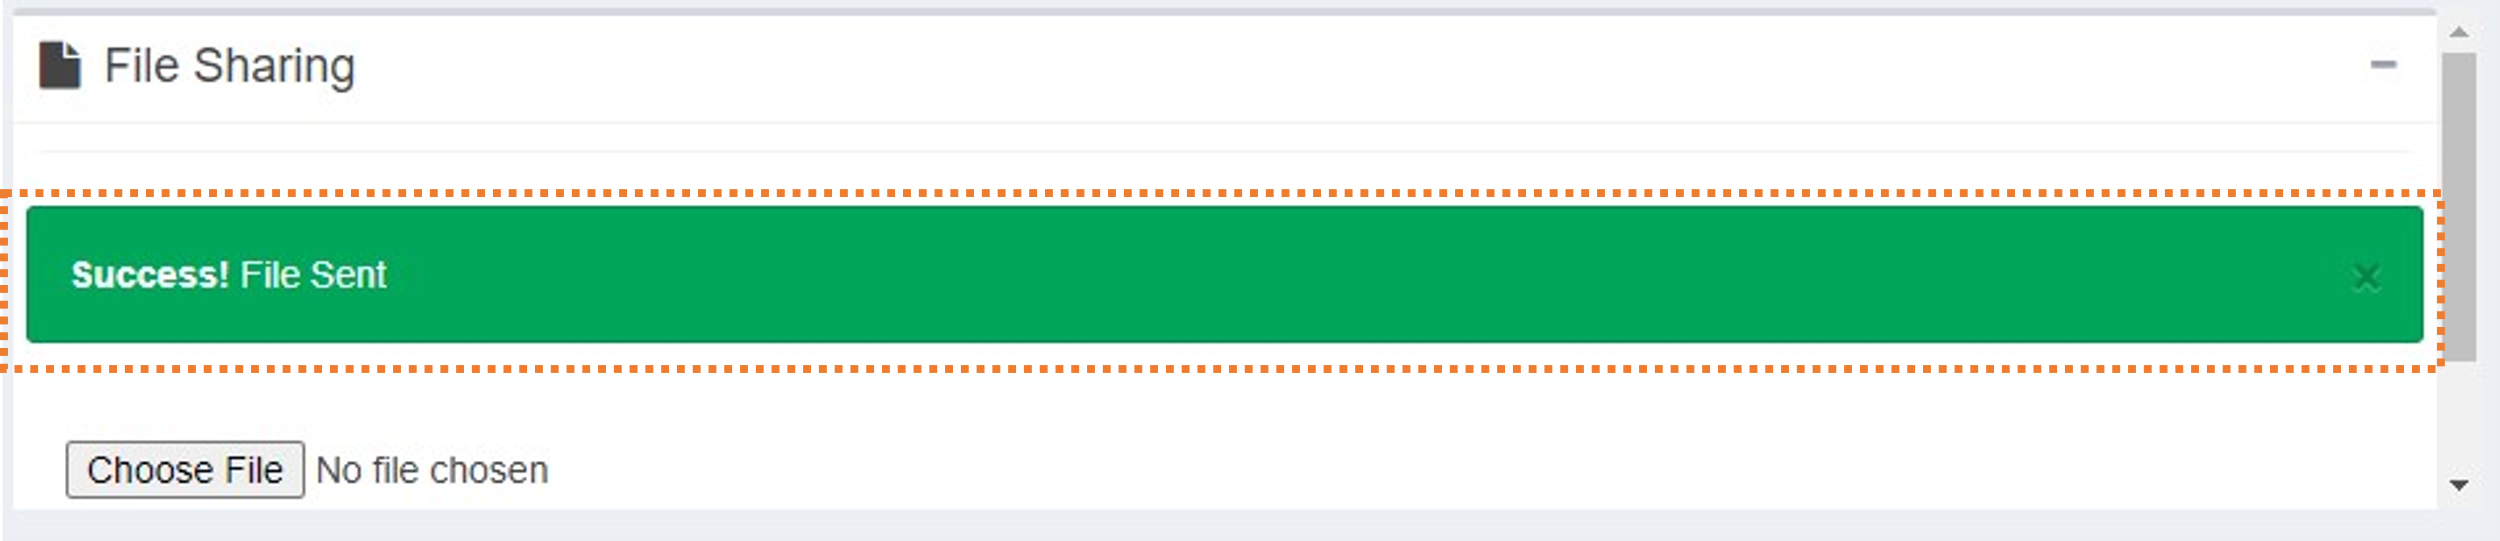 File Sharing
Success! File Sent
Choose File No file chosen